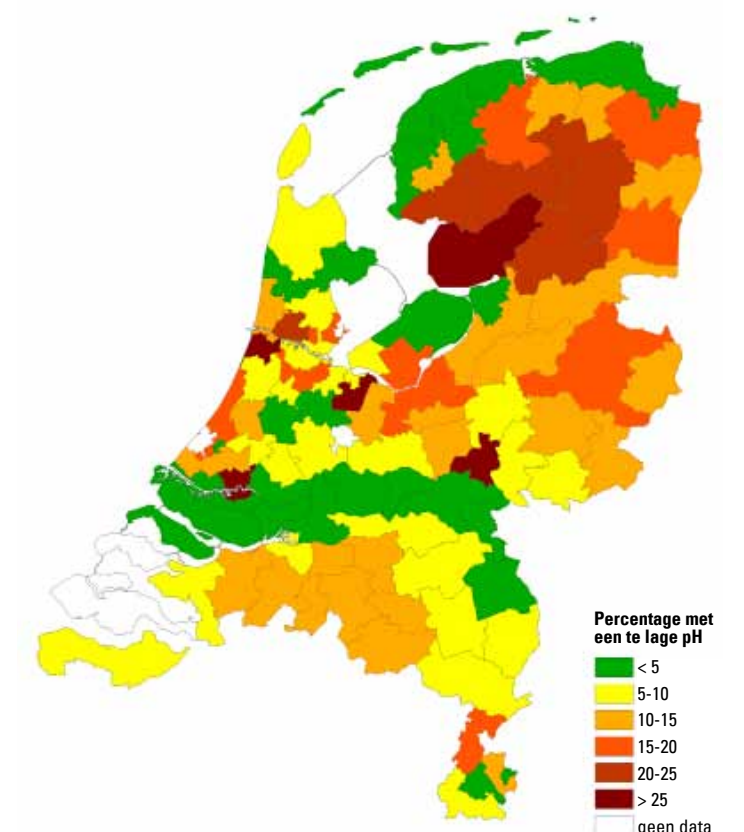 Percentage met
een te lage pH
< 5
5-10
10-15
15-20
20-25
> 25
geen data